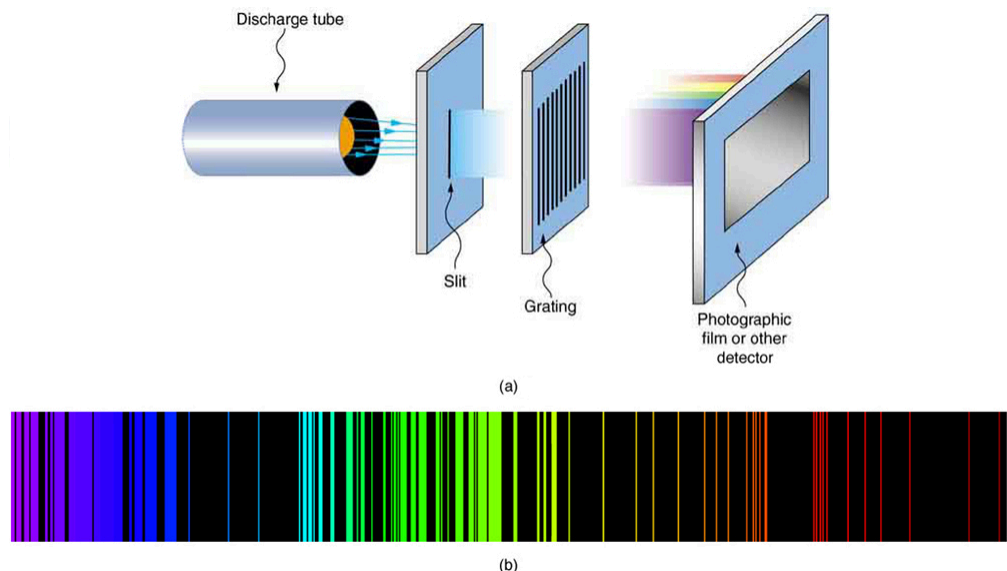 Discharge tube
Slit
Grating
Photographic
film or other
detector
(a)
(b)